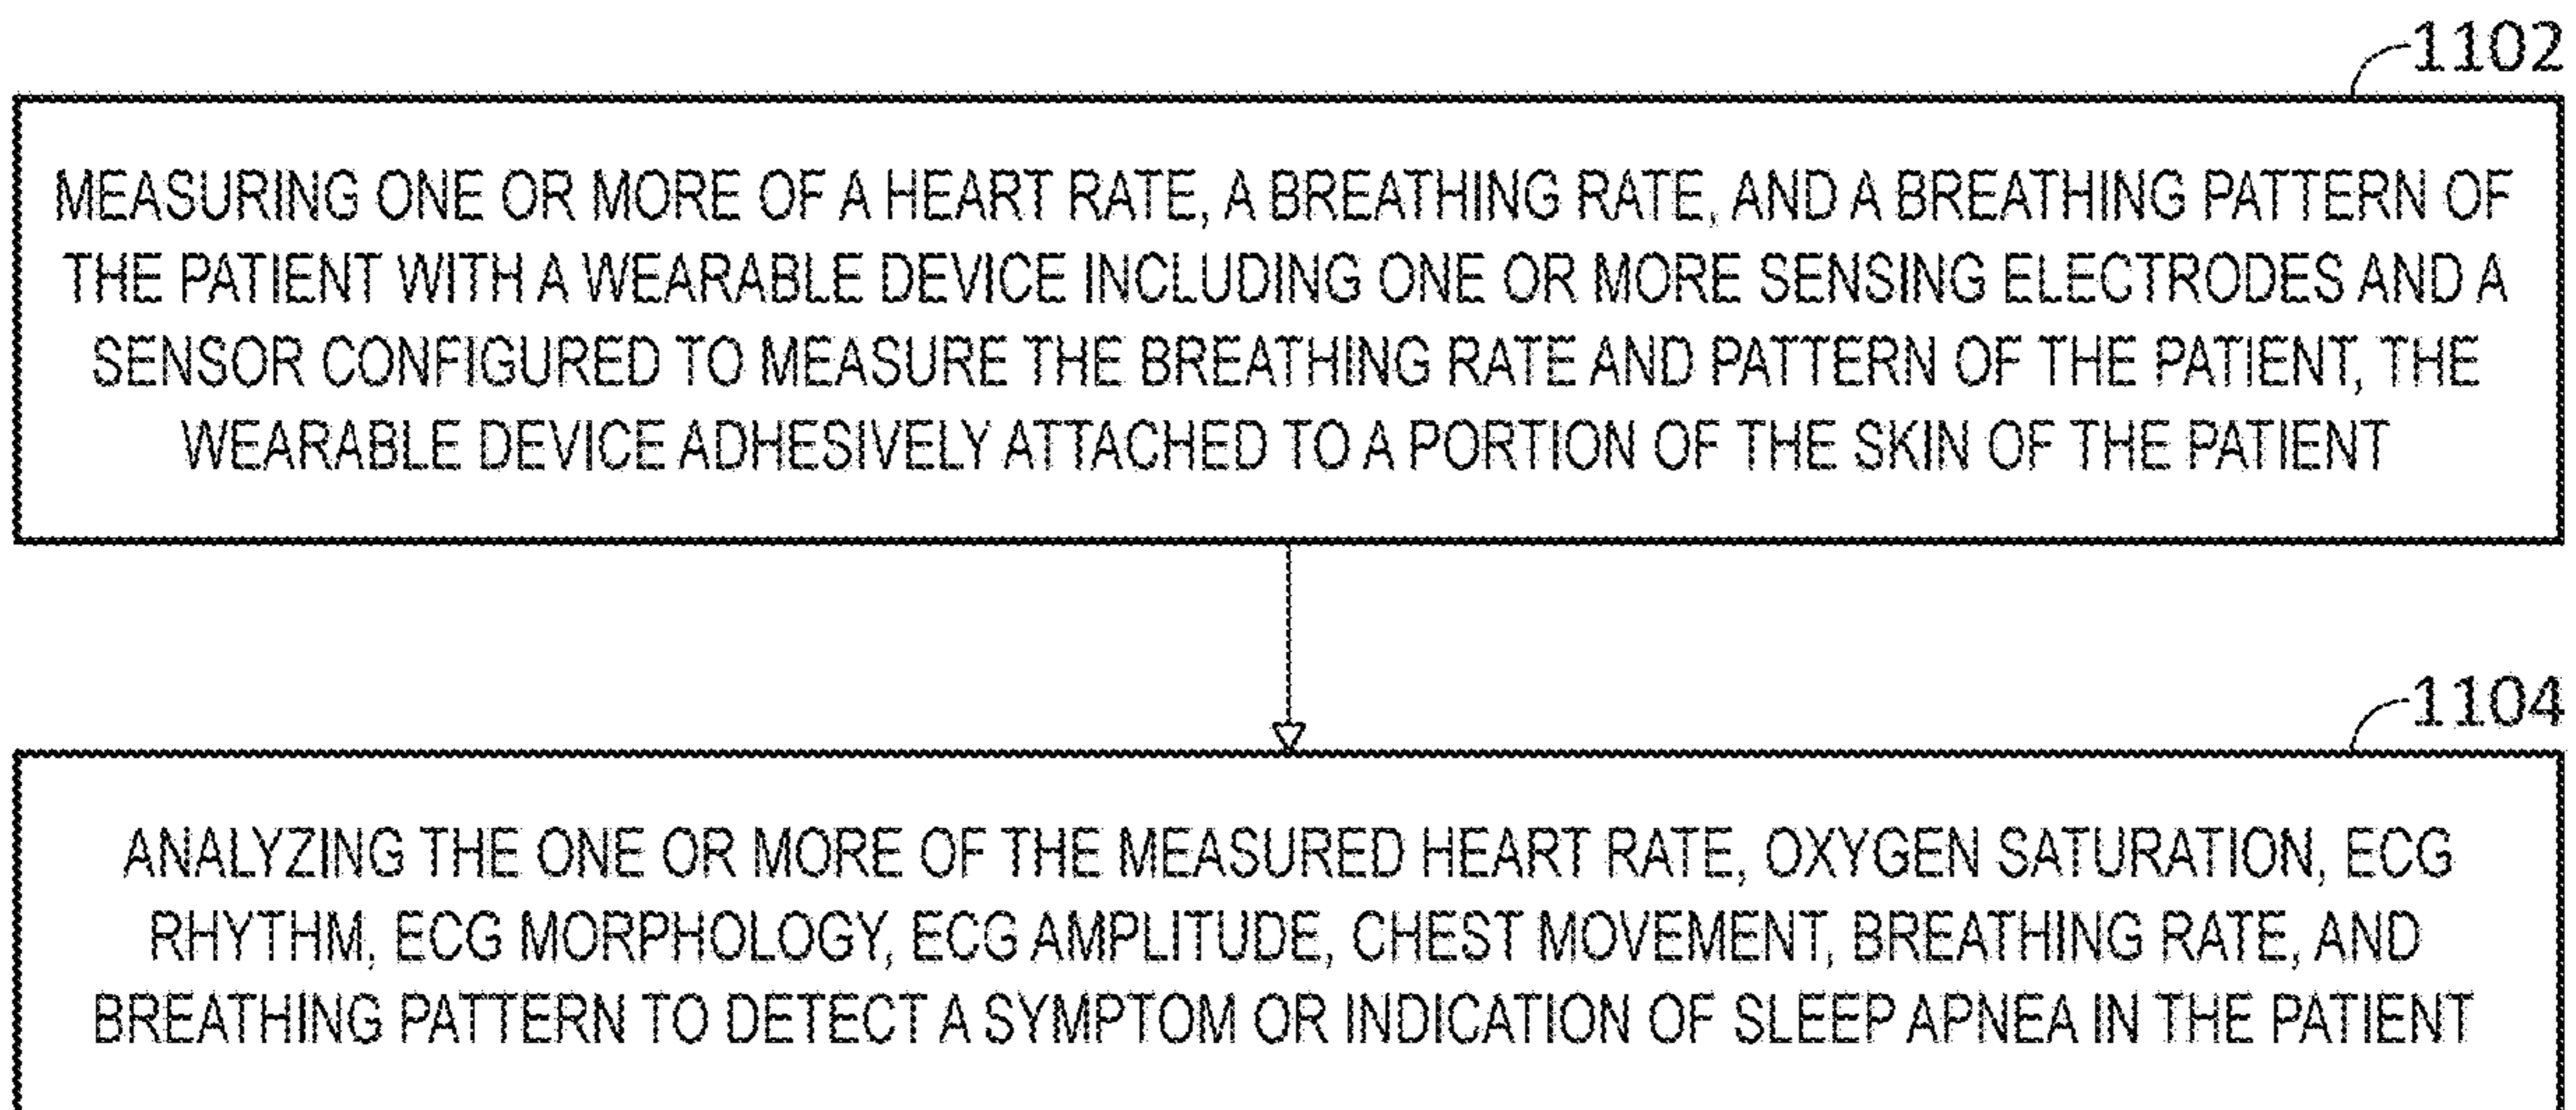 1102
MEASURING ONE OR MORE OF A HEART RATE, A BREATHING RATE, AND A BREATHING PATTERN OF
THE PATIENT WITH A WEARABLE DEVICE INCLUDING ONE OR MORE SENSING ELECTRODES AND A
SENSOR CONFIGURED TO MEASURE THE BREATHING RATE AND PATTERN OF THE PATIENT, THE
WEARABLE DEVICE ADHESIVELY ATTACHED TO A PORTION OF THE SKIN OF THE PATIENT
1104
ANALYZING THE ONE OR MORE OF THE MEASURED HEART RATE, OXYGEN SATURATION, ECG
RHYTHM, ECG MORPHOLOGY, ECG AMPLITUDE, CHEST MOVEMENT, BREATHING RATE, AND
BREATHING PATTERN TO DETECT A SYMPTOM OR INDICATION OF SLEEP APNEA IN THE PATIENT